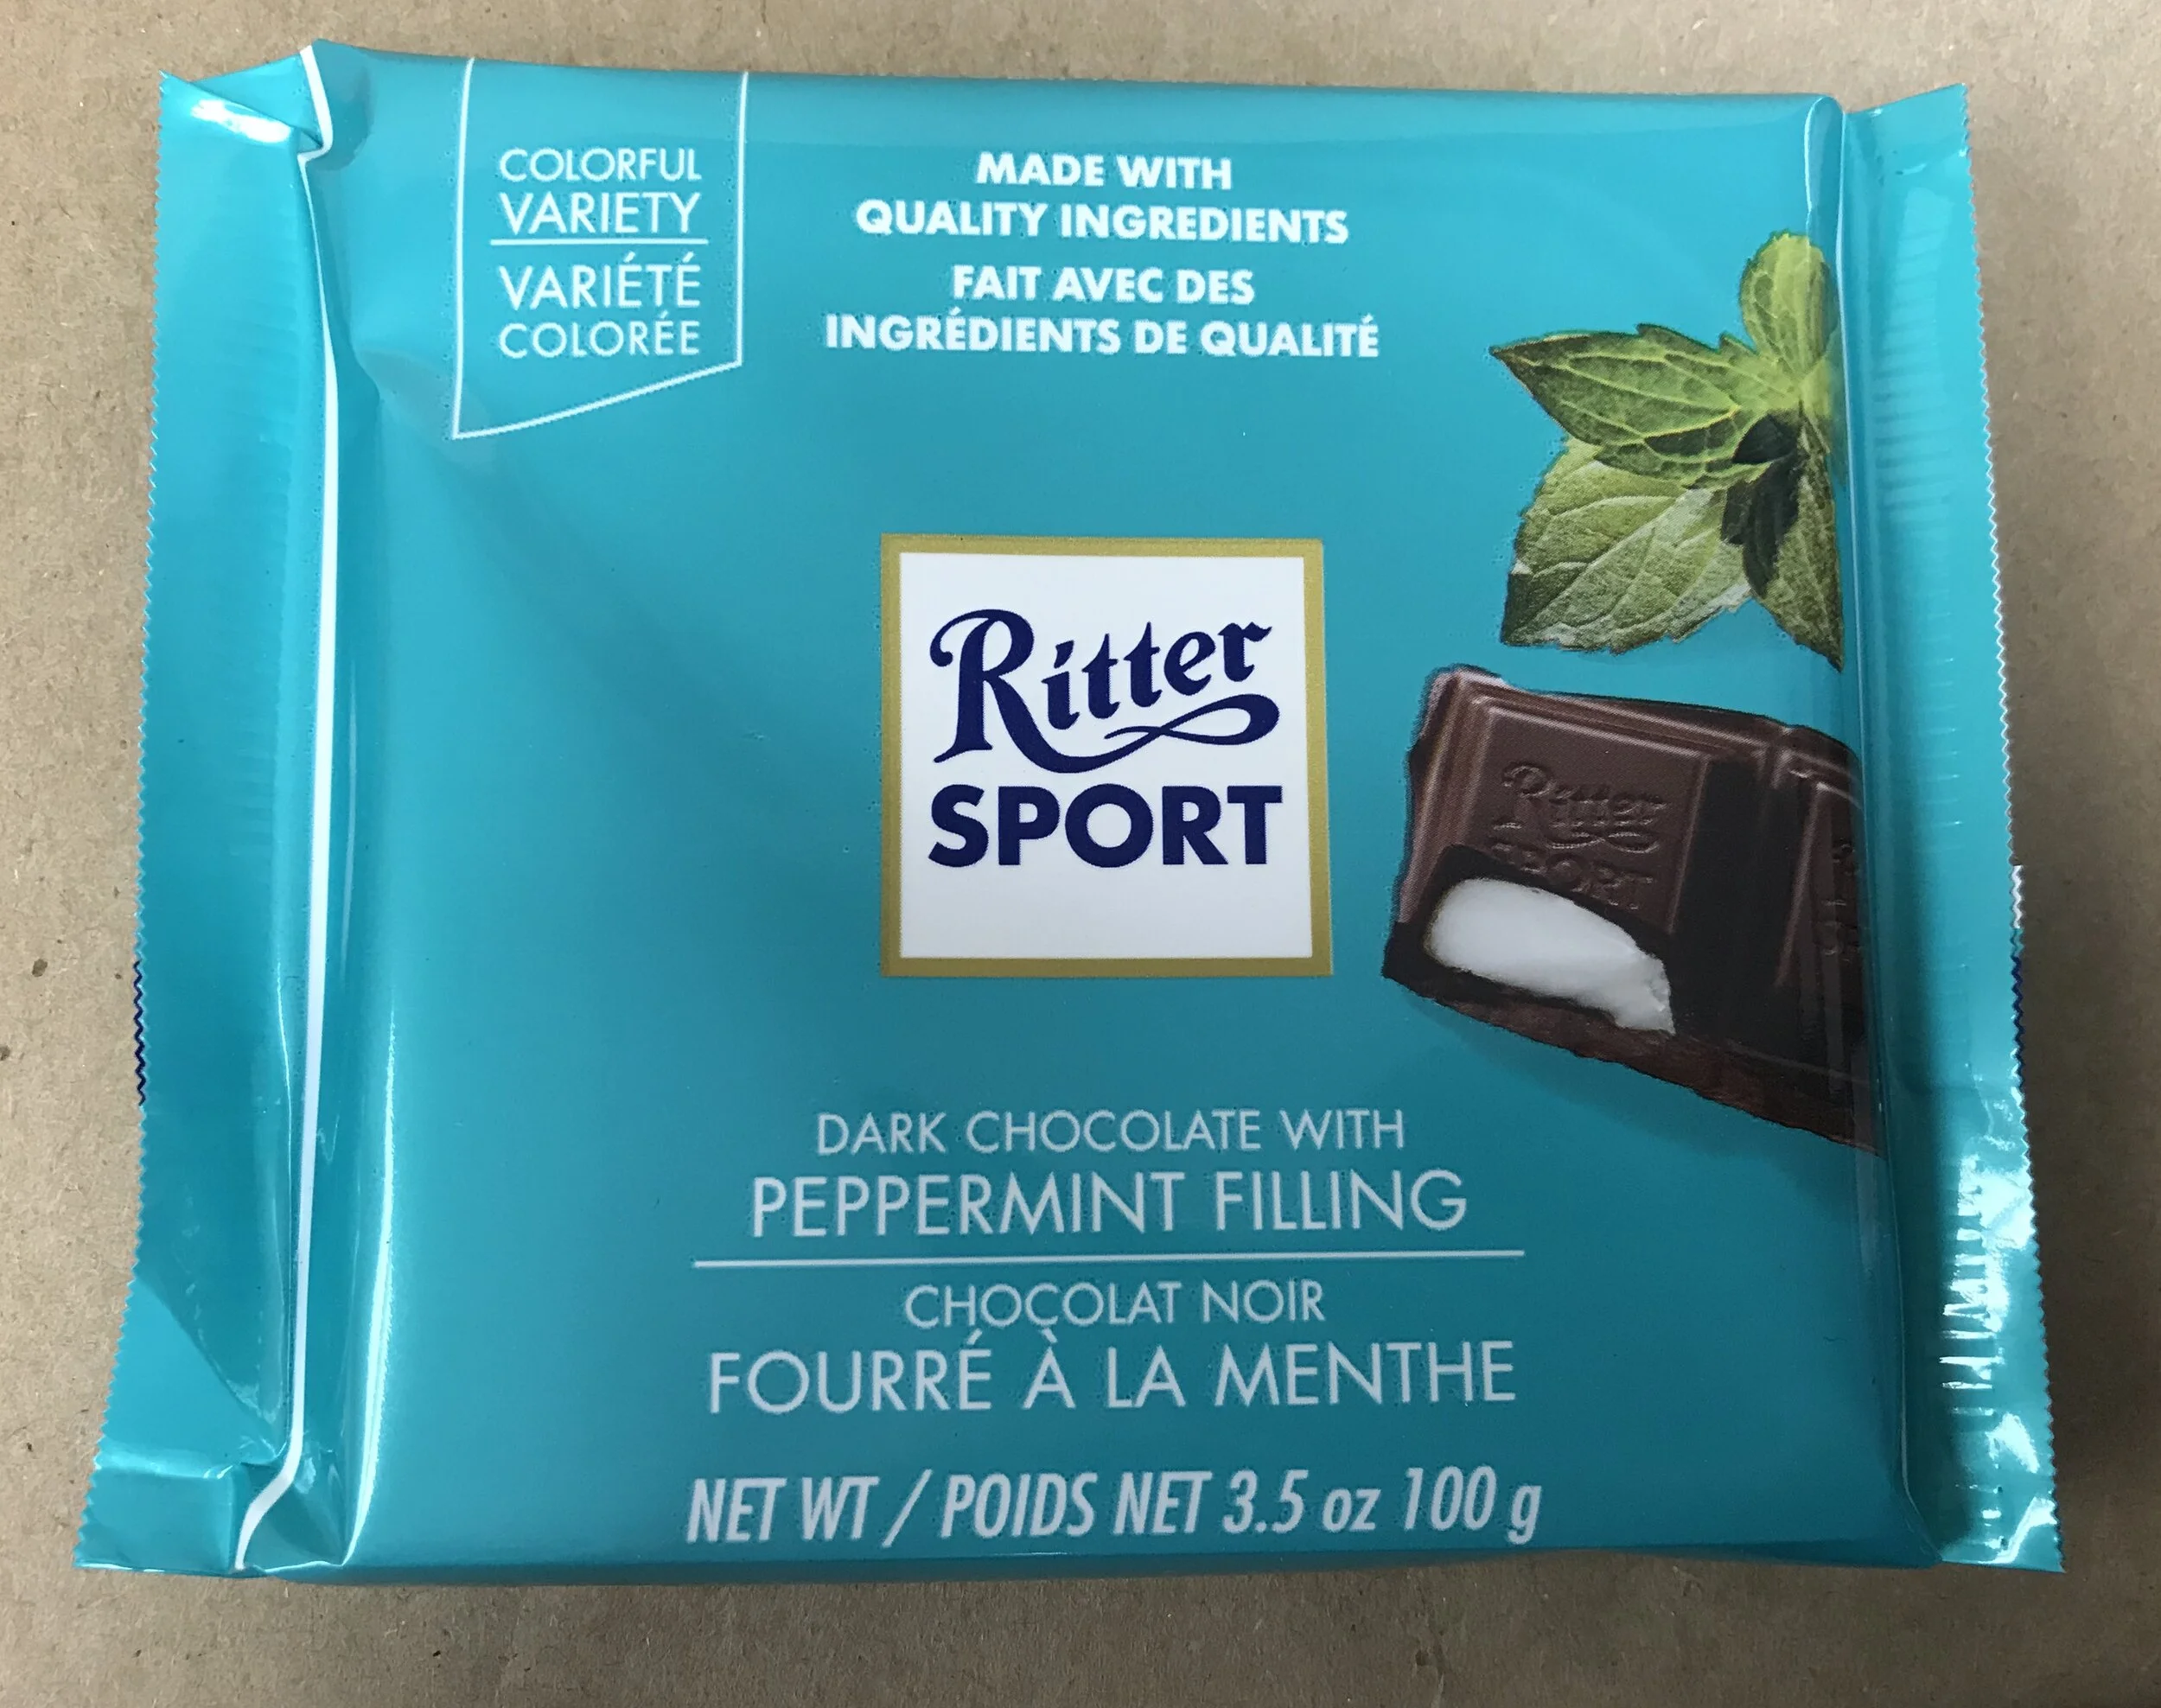 COLORFUL
VARIETY
VARIÉTÉ
COLORÉE
MADE WITH
QUALITY INGREDIENTS
FAIT AVEC DES
INGRÉDIENTS DE QUALITÉ
Ritter
SPORT
Ritter
SPORT
DARK CHOCOLATE WITH
PEPPERMINT FILLING
CHOCOLAT NOIR
FOURRÉ À LA MENTHE
NET WT / POIDS NET 3.5 oz 100 g